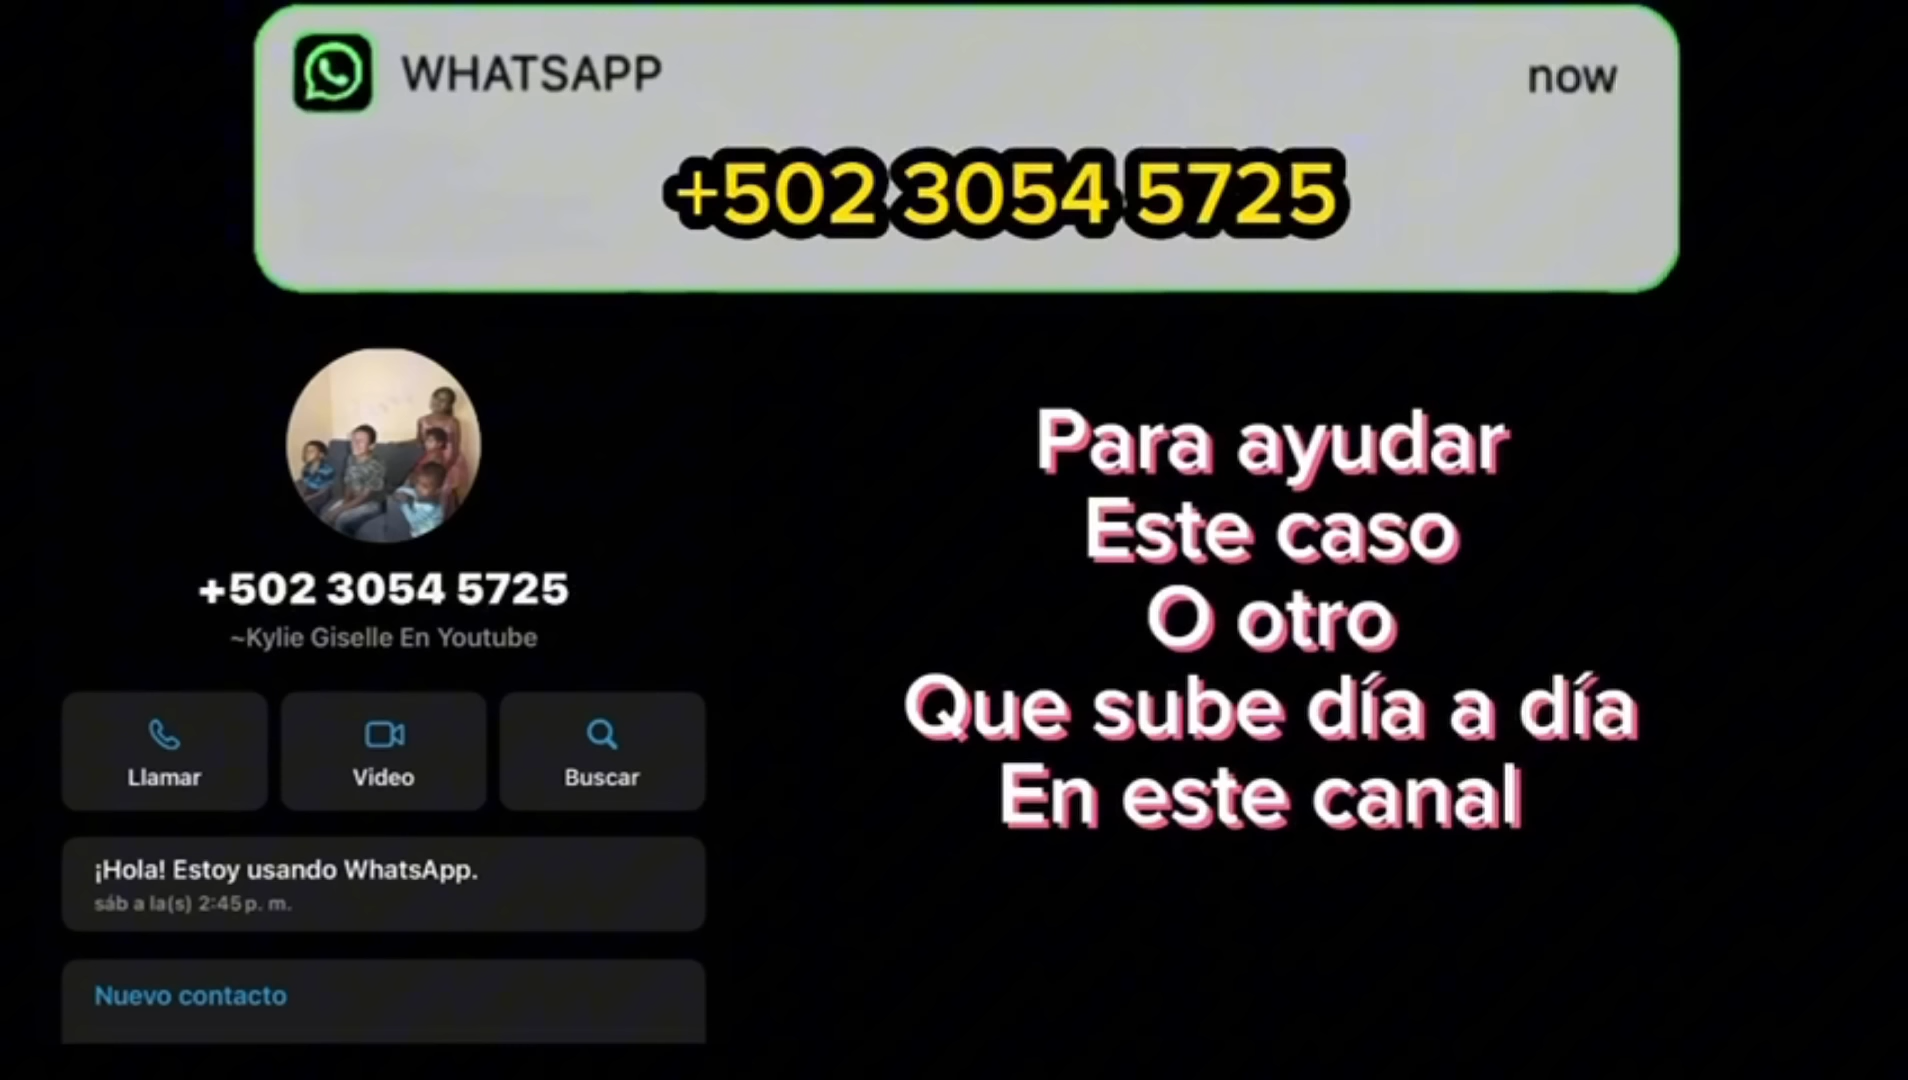 WHATSAPP
now
+502 3054 5725
+502 3054 5725
~Kylie Giselle En Youtube
Llamar
Video
Buscar
¡Hola! Estoy usando WhatsApp.
sáb a la(s) 2:45 p. m.
Nuevo contacto
Para ayudar
Este caso
O otro
Que sube día a día
En este canal